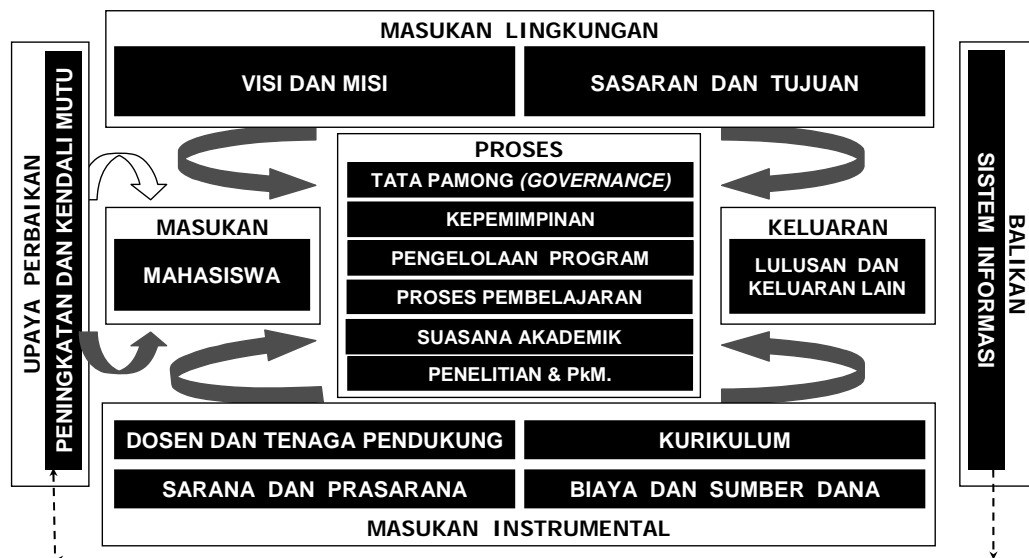 MASUKAN LINGKUNGAN
VISI DAN MISI
SASARAN DAN TUJUAN
UPAYA PERBAIKAN
PENINGKATAN DAN KENDALI MUTU
MASUKAN
MAHASISWA
PROSES
TATA PAMONG (GOVERNANCE)
KEPEMIMPINAN
PENGELOLAAN PROGRAM
PROSES PEMBELAJARAN
SUASANA AKADEMIK
PENELITIAN & PkM.
KELUARAN
LULUSAN DAN
KELUARAN LAIN
SISTEM INFORMASI
BALIKAN
DOSEN DAN TENAGA PENDUKUNG
KURIKULUM
SARANA DAN PRASARANA
BIAYA DAN SUMBER DANA
MASUKAN INSTRUMENTAL